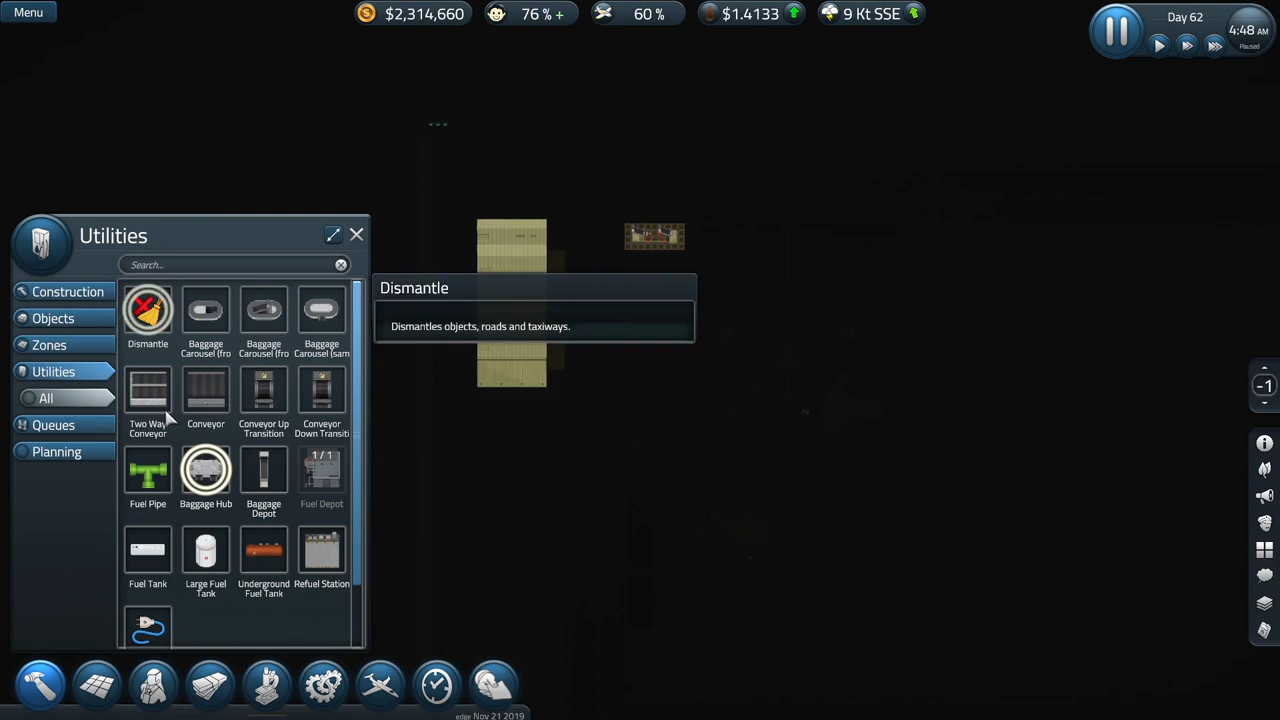 Menu
$2,314,660
76 % +
60 %
$1.4133
9 Kt SSE
Day 62
4:48 AM
Paused
Utilities
Search...
Construction
Objects
Zones
Utilities
All
Queues
Planning
Dismantle
Baggage
Carousel (fro
Baggage
Carousel (fro
Baggage
Carousel (sam
Two Way
Conveyor
Conveyor
Conveyor Up
Transition
Conveyor
Down Transiti
Fuel Pipe
Baggage Hub
Baggage
Depot
1 / 1
Fuel Depot
Fuel Tank
Large Fuel
Tank
Underground
Fuel Tank
Refuel Station
Dismantle
Dismantles objects, roads and taxiways.
-1
edge Nov 21 2019